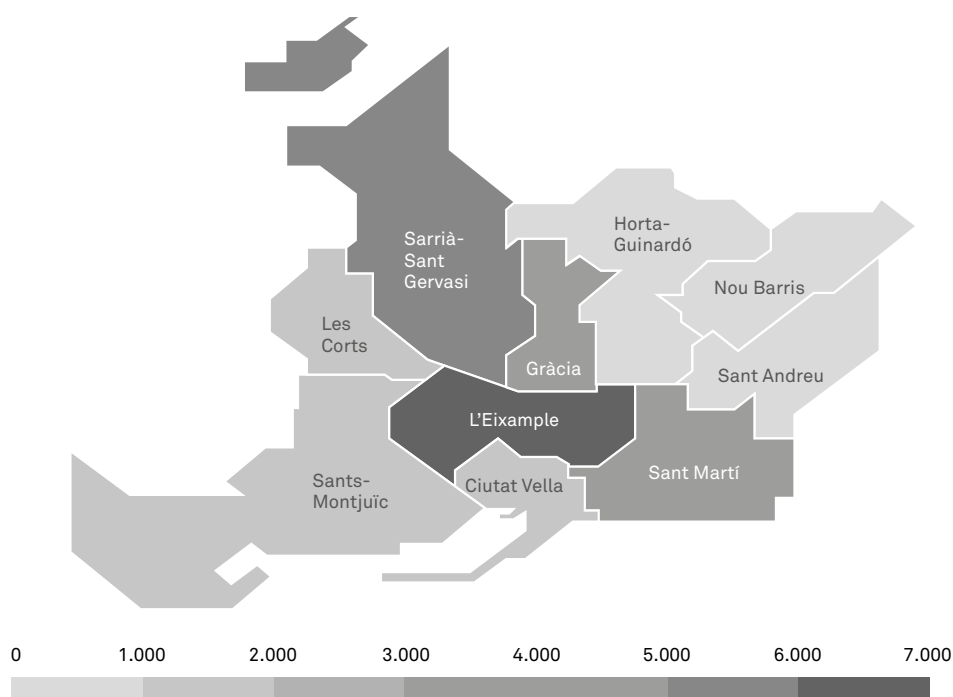 Horta-
Guinardó
Sarrià-
Sant
Gervasi
Nou Barris
Les
Corts
Gràcia
Sant Andreu
L'Eixample
Sant Martí
Sants-
Montjuïc
Ciutat Vella
0 1.000 2.000 3.000 4.000 5.000 6.000 7.000